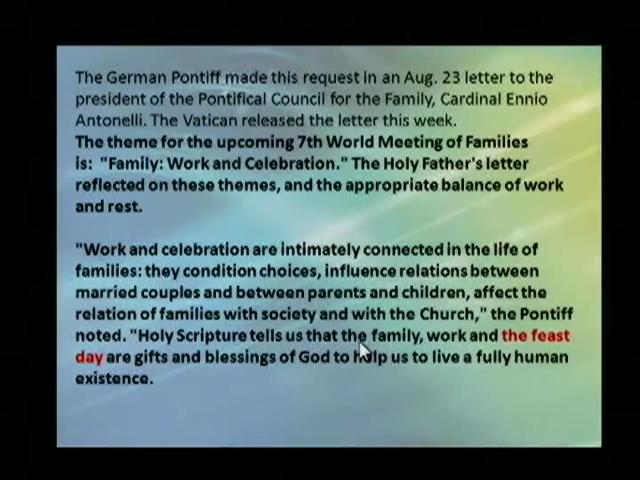 The German Pontiff made this request in an Aug. 23 letter to the
president of the Pontifical Council for the Family, Cardinal Ennio
Antonelli. The Vatican released the letter this week.
The theme for the upcoming 7th World Meeting of Families
is:  "Family: Work and Celebration." The Holy Father's letter
reflected on these themes, and the appropriate balance of work
and rest.
"Work and celebration are intimately connected in the life of
families: they condition choices, influence relations between
married couples and between parents and children, affect the
relation of families with society and with the Church," the Pontiff
noted. "Holy Scripture tells us that the family, work and the feast
day are gifts and blessings of God to help us to live a fully human
existence.